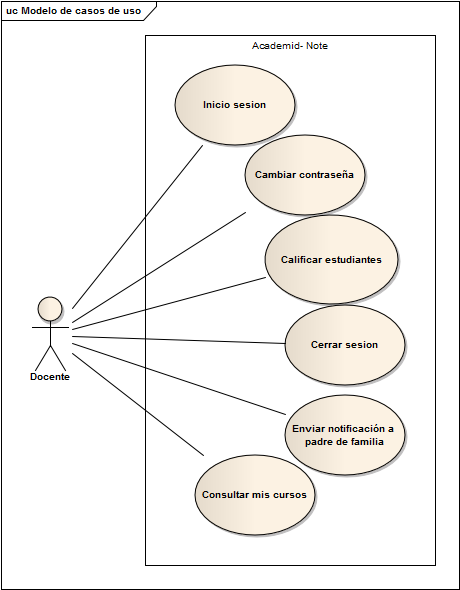 uc Modelo de casos de uso
Academid- Note
Inicio sesion
Cambiar contraseña
Calificar estudiantes
Cerrar sesion
Docente
Enviar notificación a
padre de familia
Consultar mis cursos